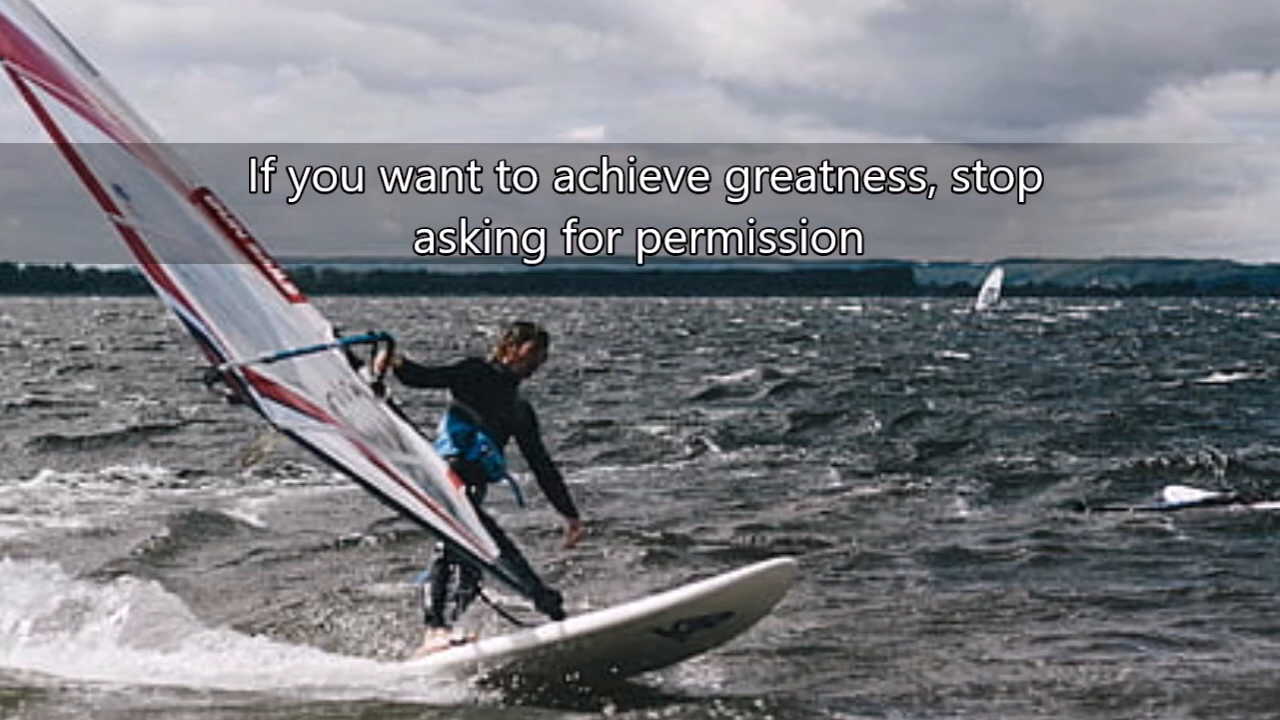 If you want to achieve greatness, stop
asking for permission